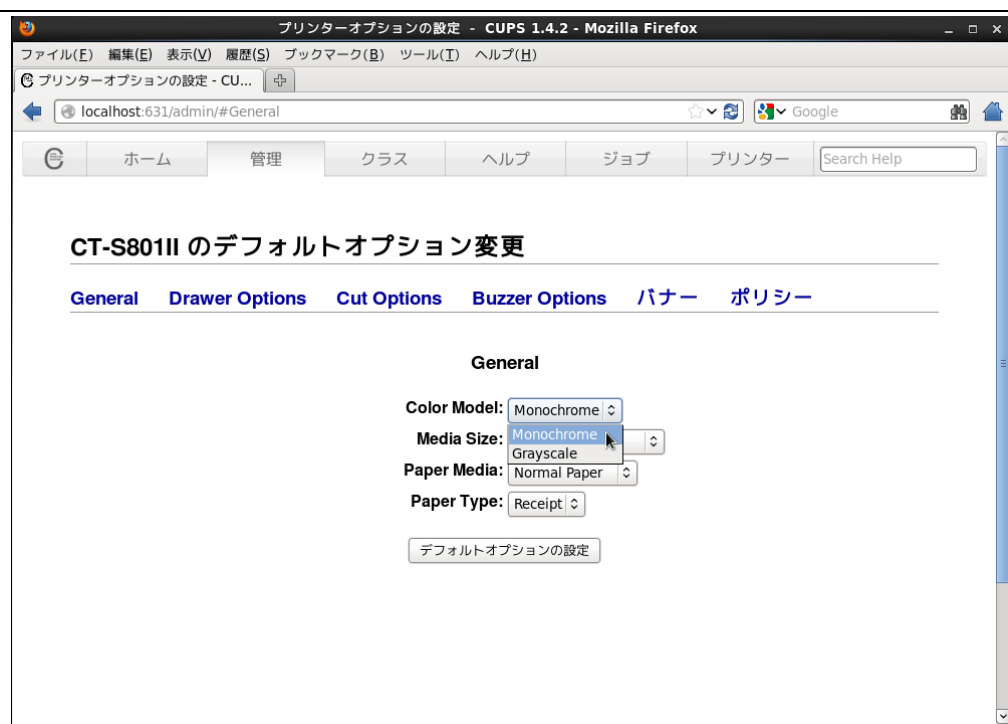 プリンターオプションの設定 - CUPS 1.4.2 - Mozilla Firefox
ファイル(F) 編集(E) 表示(V) 履歴(S) ブックマーク(B) ツール(T) ヘルプ(H)
プリンターオプションの設定 - CU...
localhost:631/admin/#General Google
ホーム 管理 クラス ヘルプ ジョブ プリンター Search Help
CT-S801II のデフォルトオプション変更
General Drawer Options Cut Options Buzzer Options バナー ポリシー
General
Color Model: Monochrome
Monochrome
Media Size:
Grayscale
Paper Media: Normal Paper
Paper Type: Receipt
デフォルトオプションの設定